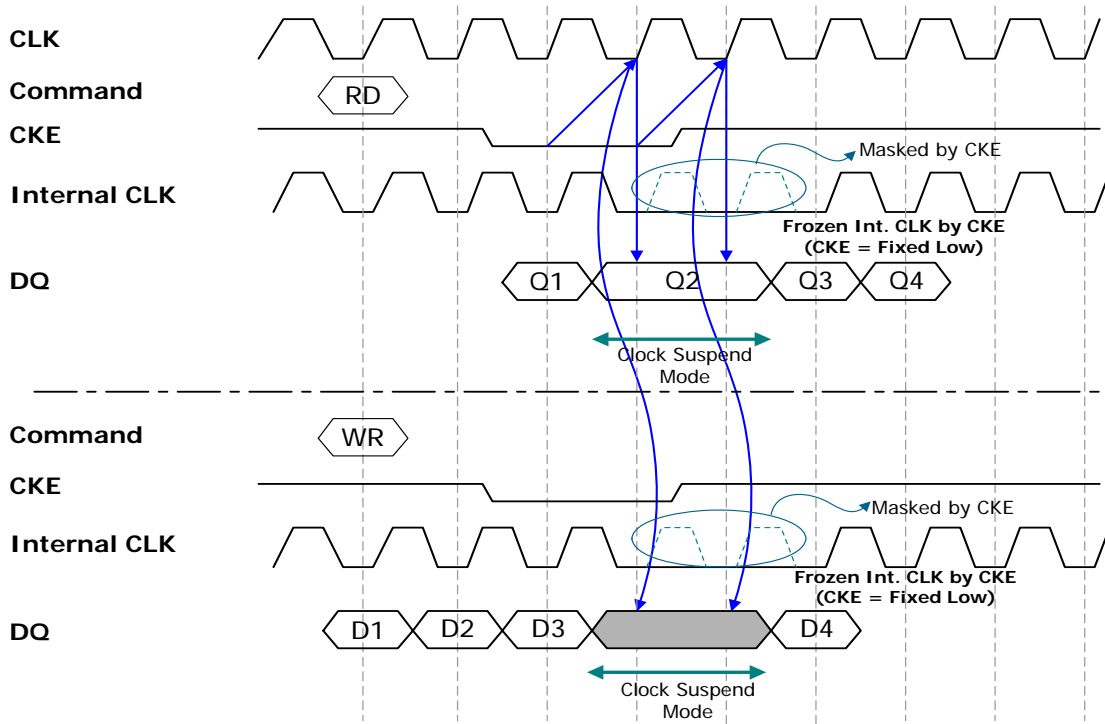 CLK
Command
RD
CKE
Masked by CKE
Internal CLK
Frozen Int. CLK by CKE
(CKE = Fixed Low)
DQ
Q1
Q2
Q3
Q4
Clock Suspend
Mode
Command
WR
CKE
Masked by CKE
Internal CLK
Frozen Int. CLK by CKE
(CKE = Fixed Low)
DQ
D1
D2
D3
D4
Clock Suspend
Mode